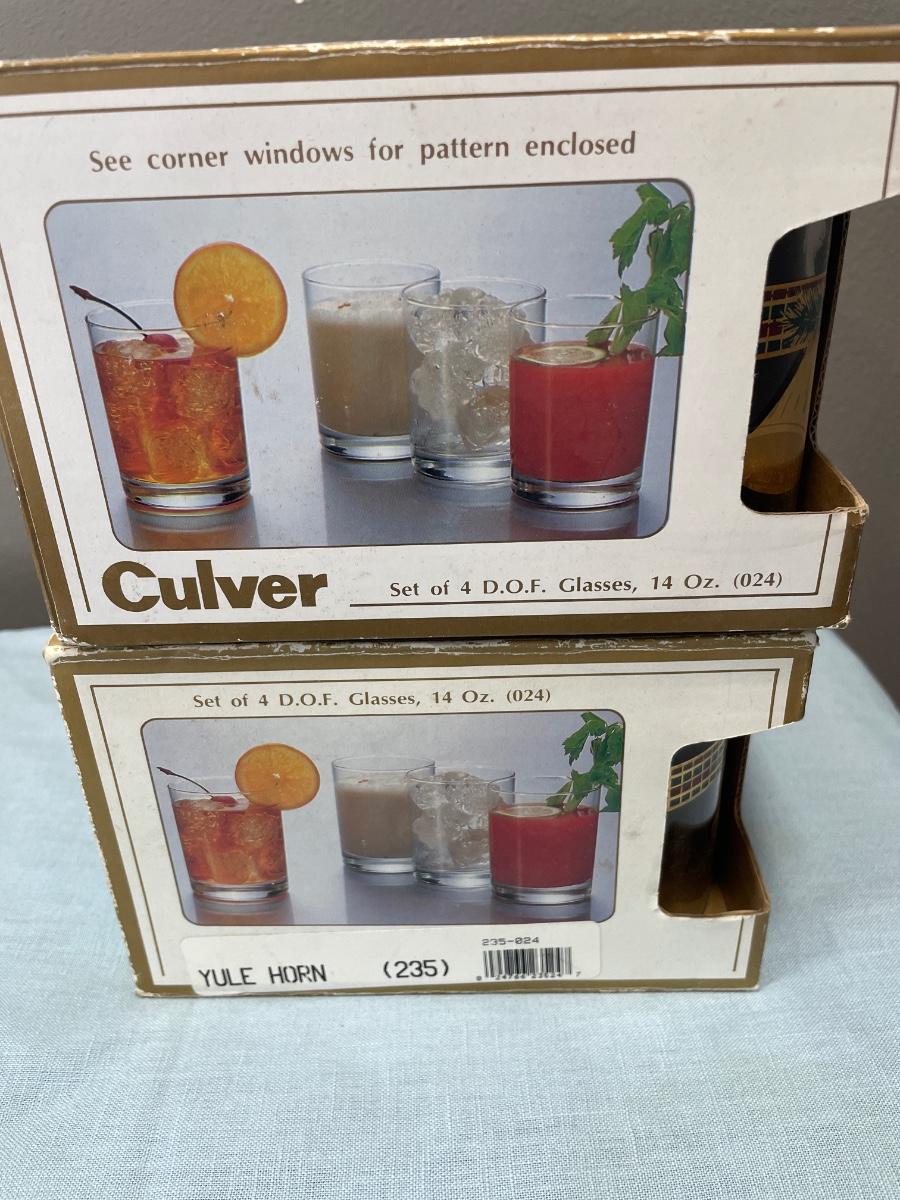 See corner windows for pattern enclosed
Culver
Set of 4 D.O.F. Glasses, 14 Oz. (024)
Set of 4 D.O.F. Glasses, 14 Oz. (024)
235-024
YULE HORN (235)